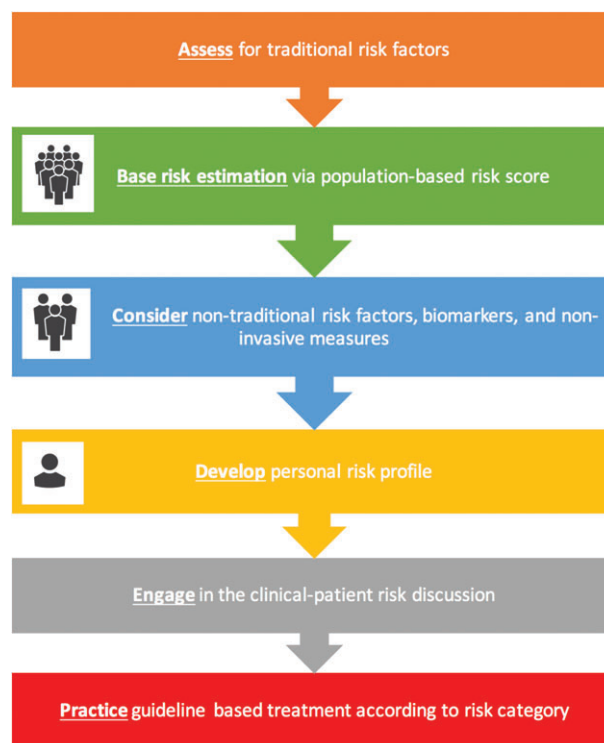 Assess for traditional risk factors
Base risk estimation via population-based risk score
Consider non-traditional risk factors, biomarkers, and non-
invasive measures
Develop personal risk profile
Engage in the clinical-patient risk discussion
Practice guideline based treatment according to risk category